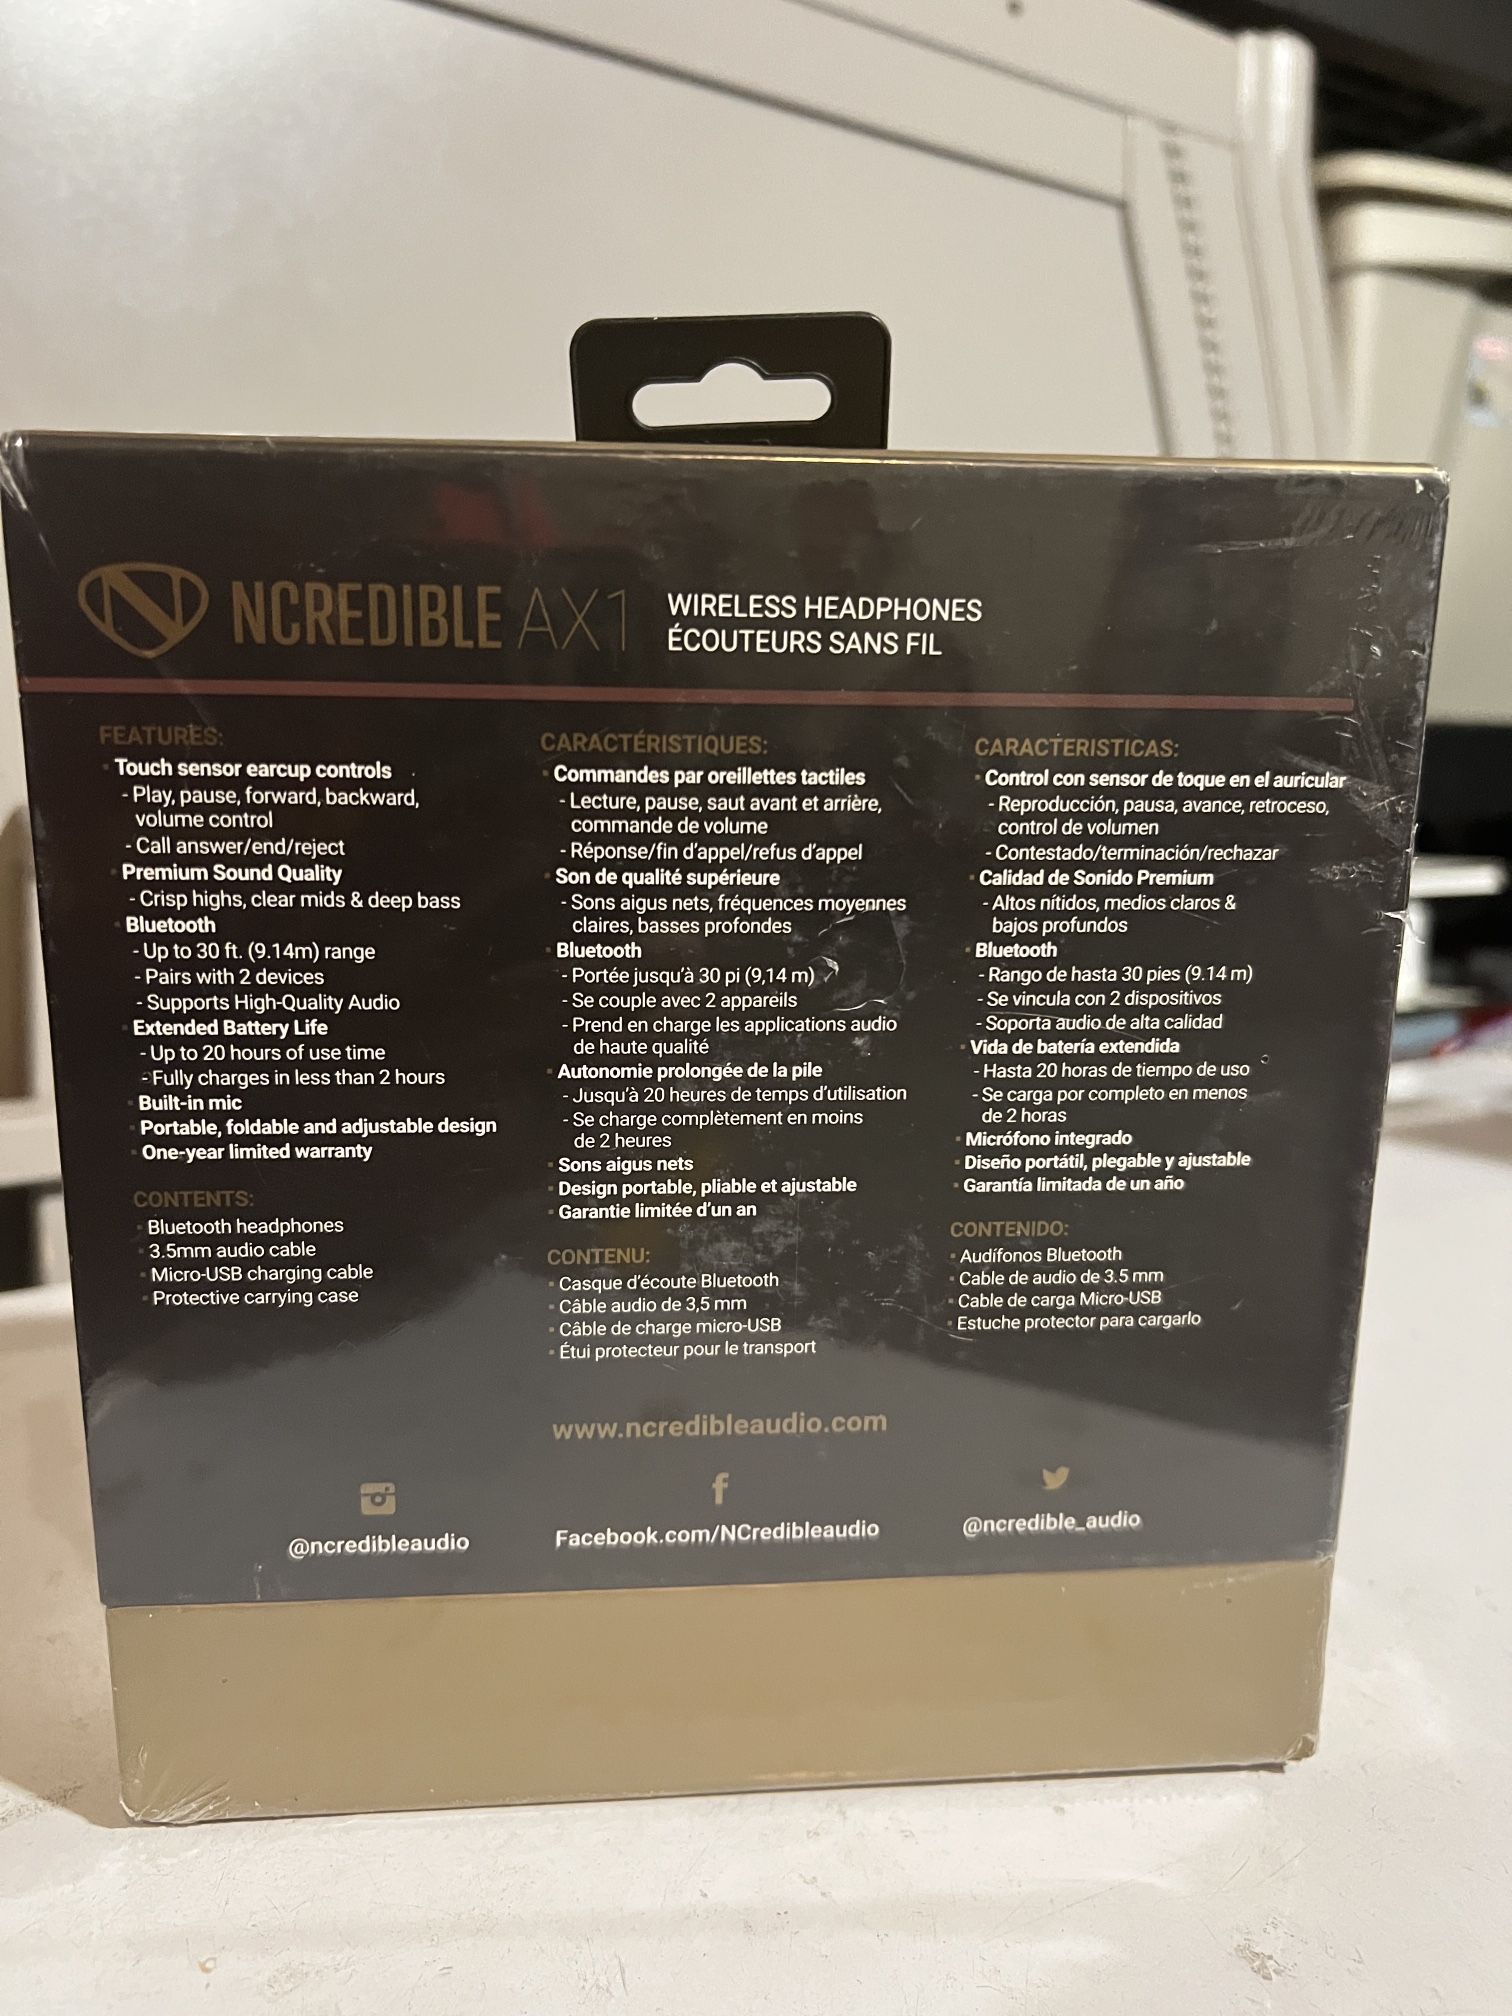 NCREDIBLE AX1
WIRELESS HEADPHONES
ÉCOUTEURS SANS FIL
FEATURES:
Touch sensor earcup controls
- Play, pause, forward, backward,
volume control
- Call answer/end/reject
Premium Sound Quality
- Crisp highs, clear mids & deep bass
Bluetooth
- Up to 30 ft. (9.14m) range
- Pairs with 2 devices
- Supports High-Quality Audio
Extended Battery Life
- Up to 20 hours of use time
- Fully charges in less than 2 hours
Built-in mic
Portable, foldable and adjustable design
One-year limited warranty
CONTENTS:
Bluetooth headphones
3.5mm audio cable
Micro-USB charging cable
Protective carrying case
CARACTÉRISTIQUES:
Commandes par oreillettes tactiles
- Lecture, pause, saut avant et arrière,
commande de volume
- Réponse/fin d'appel/refus d'appel
Son de qualité supérieure
- Sons aigus nets, fréquences moyennes
claires, basses profondes
Bluetooth
- Portée jusqu'à 30 pi (9,14 m)
- Se couple avec 2 appareils
- Prend en charge les applications audio
de haute qualité
Autonomie prolongée de la pile
- Jusqu'à 20 heures de temps d'utilisation
- Se charge complètement en moins
de 2 heures
Sons aigus nets
Design portable, pliable et ajustable
Garantie limitée d'un an
CONTENU:
Casque d'écoute Bluetooth
Câble audio de 3,5 mm
Câble de charge micro-USB
Étui protecteur pour le transport
CARACTERISTICAS:
Control con sensor de toque en el auricular
- Reproducción, pausa, avance, retroceso,
control de volumen
- Contestado/terminación/rechazar
Calidad de Sonido Premium
- Altos nítidos, medios claros &
bajos profundos
Bluetooth
- Rango de hasta 30 pies (9.14 m)
- Se vincula con 2 dispositivos
- Soporta audio de alta calidad
Vida de batería extendida
- Hasta 20 horas de tiempo de uso
- Se carga por completo en menos
de 2 horas
Micrófono integrado
Diseño portátil, plegable y ajustable
Garantía limitada de un año
CONTENIDO:
Audífonos Bluetooth
Cable de audio de 3.5 mm
Cable de carga Micro-USB
Estuche protector para cargarlo
www.ncredibleaudio.com
@ncredibleaudio
Facebook.com/NCredibleaudio
@ncredible_audio